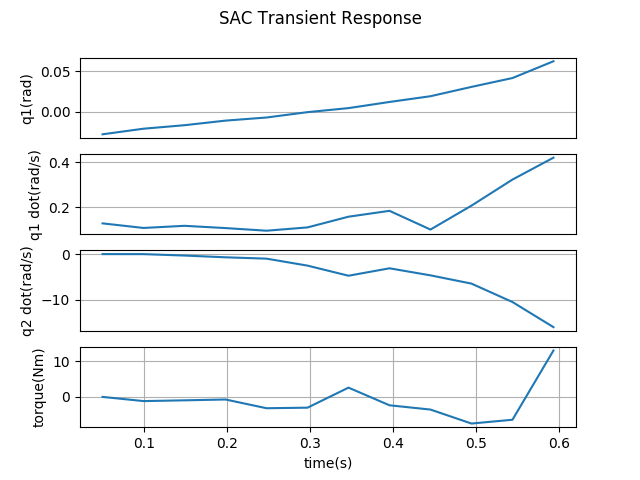 SAC Transient Response
0.05
0.00
q1(rad)
0.4
0.2
q1 dot(rad/s)
0
−10
q2 dot(rad/s)
10
0
torque(Nm)
0.1 0.2 0.3 0.4 0.5 0.6
time(s)